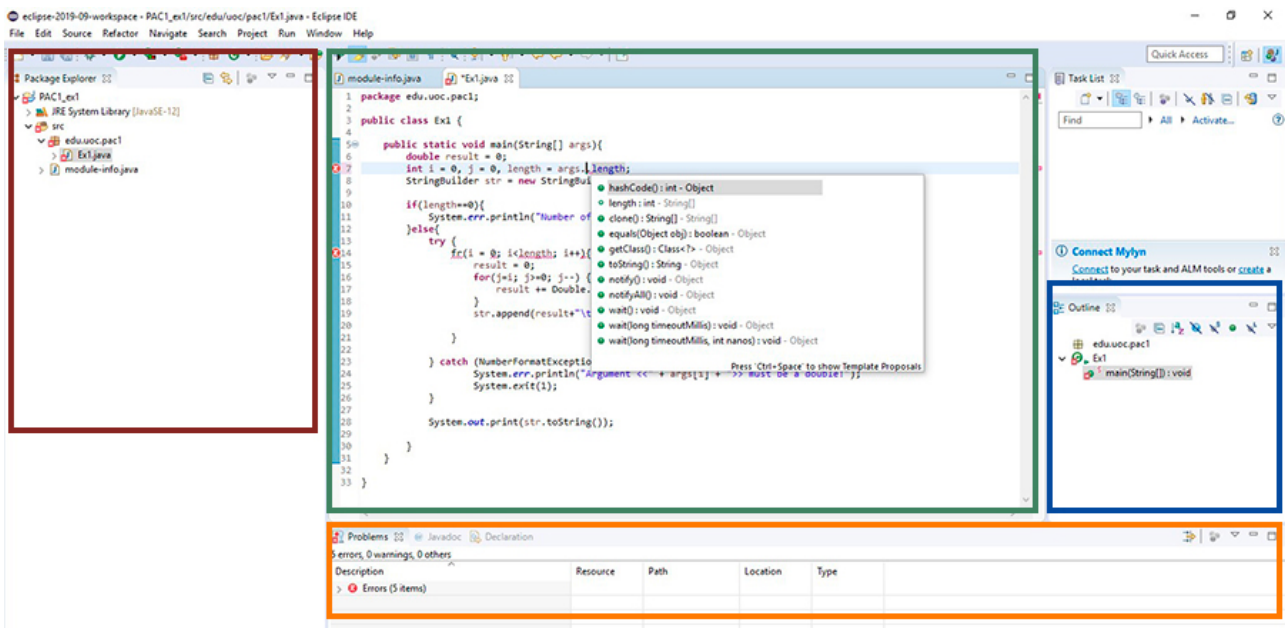 eclipse-2019-09-workspace - PAC1_ex1/src/edu/uoc/pac1/Ex1.java - Eclipse IDE
File Edit Source Refactor Navigate Search Project Run Window Help
Quick Access
Package Explorer
PAC1_ex1
JRE System Library [JavaSE-12]
src
edu.uoc.pac1
Ex1.java
module-info.java
module-info.java *Ex1.java
1 package edu.uoc.pac1;
2
3 public class Ex1 {
4
5 public static void main(String[] args){
6 double result = 0;
7 int i = 0, j = 0, length = args. length;
8 StringBuilder str = new StringBui
9
10 if(length==0){
11 System.err.println("Number of
12 }else{
13 try {
14 fr(i = 0; i<length; i++){
15 result = 0;
16 for(j=i; j>=0; j--) {
17 result += Double.
18 }
19 str.append(result+"\t
20
21 }
22
23 } catch (NumberFormatExceptio
24 System.err.println("Argument <<" + args[i] + ">> must be a double!");
25 System.exit(1);
26 }
27
28 System.out.print(str.toString());
29
30 }
31 }
32
33 }
hashCode() : int - Object
length : int - String[]
clone() : String[] - String[]
equals(Object obj) : boolean - Object
getClass() : Class<?> - Object
toString() : String - Object
notify() : void - Object
notifyAll() : void - Object
wait() : void - Object
wait(long timeoutMillis) : void - Object
wait(long timeoutMillis, int nanos) : void - Object
Press 'Ctrl+Space' to show Template Proposals
Task List
Find All Activate...
Connect Mylyn
Connect to your task and ALM tools or create a
local task.
Outline
edu.uoc.pac1
Ex1
main(String[]) : void
Problems Javadoc Declaration
5 errors, 0 warnings, 0 others
Description Resource Path Location Type
Errors (5 items)